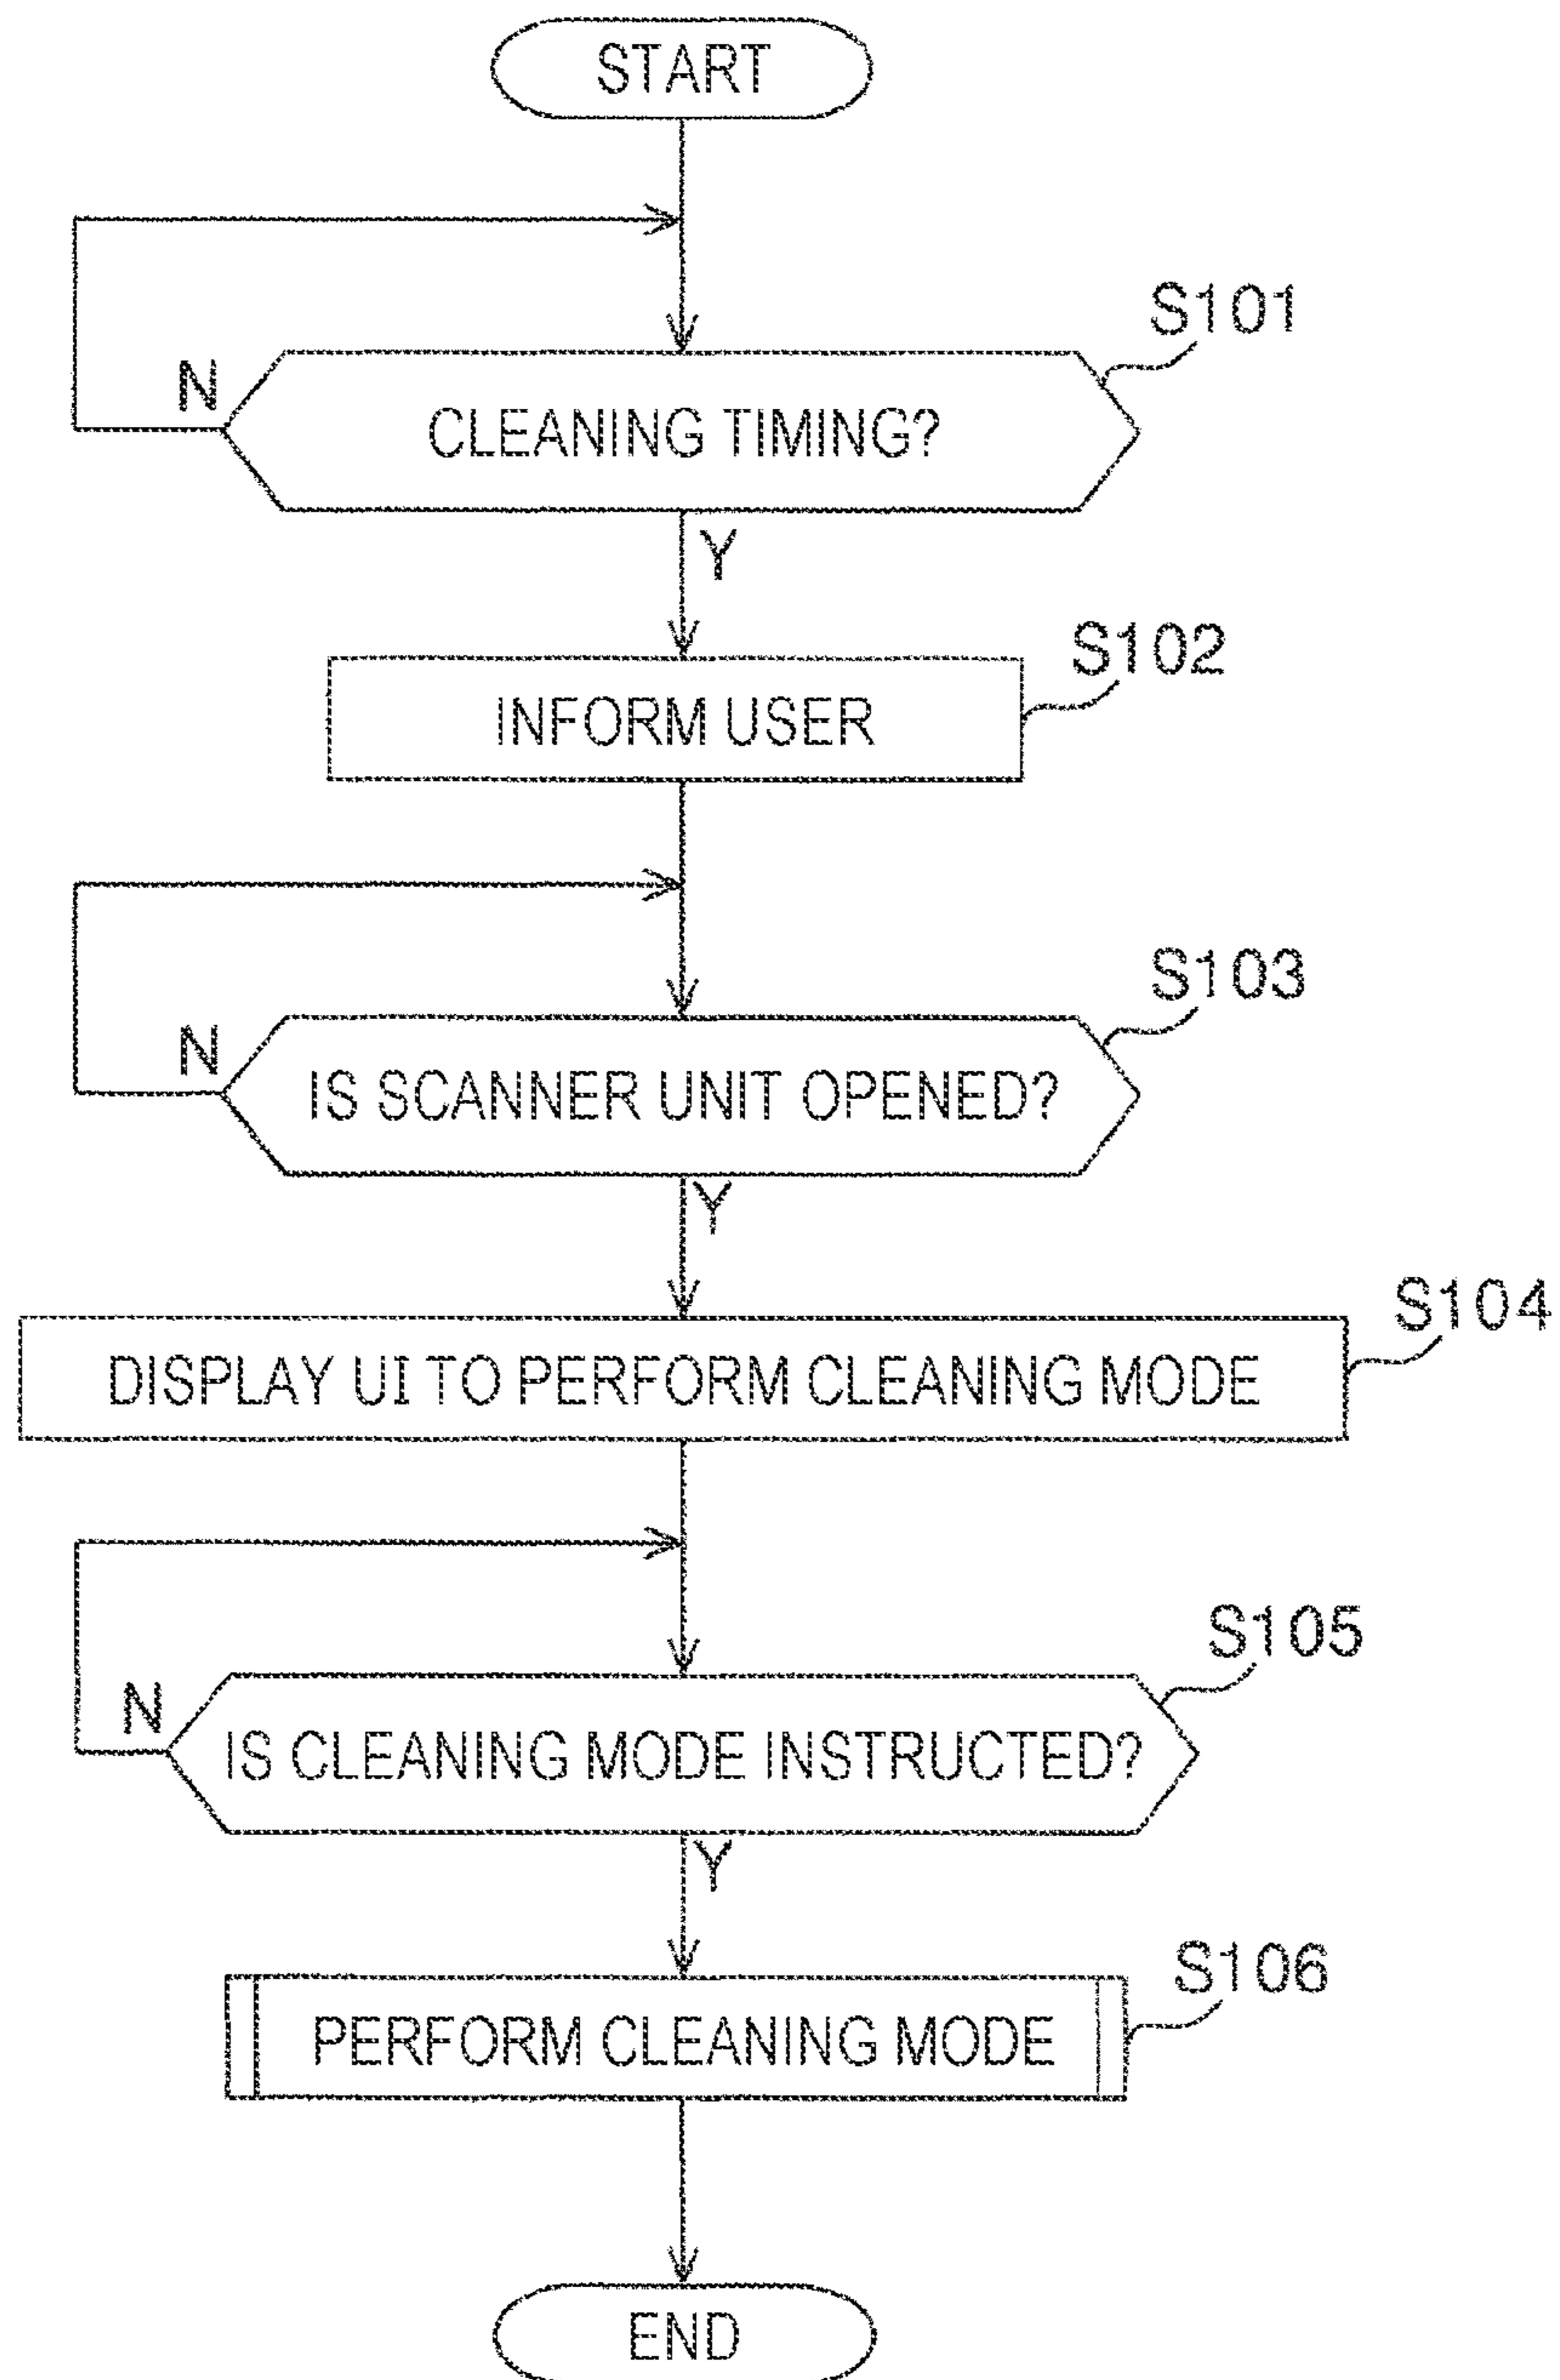 START
S101
N
CLEANING TIMING?
Y
S102
INFORM USER
S103
N
IS SCANNER UNIT OPENED?
Y
S104
DISPLAY UI TO PERFORM CLEANING MODE
S105
N
IS CLEANING MODE INSTRUCTED?
Y
S106
PERFORM CLEANING MODE
END